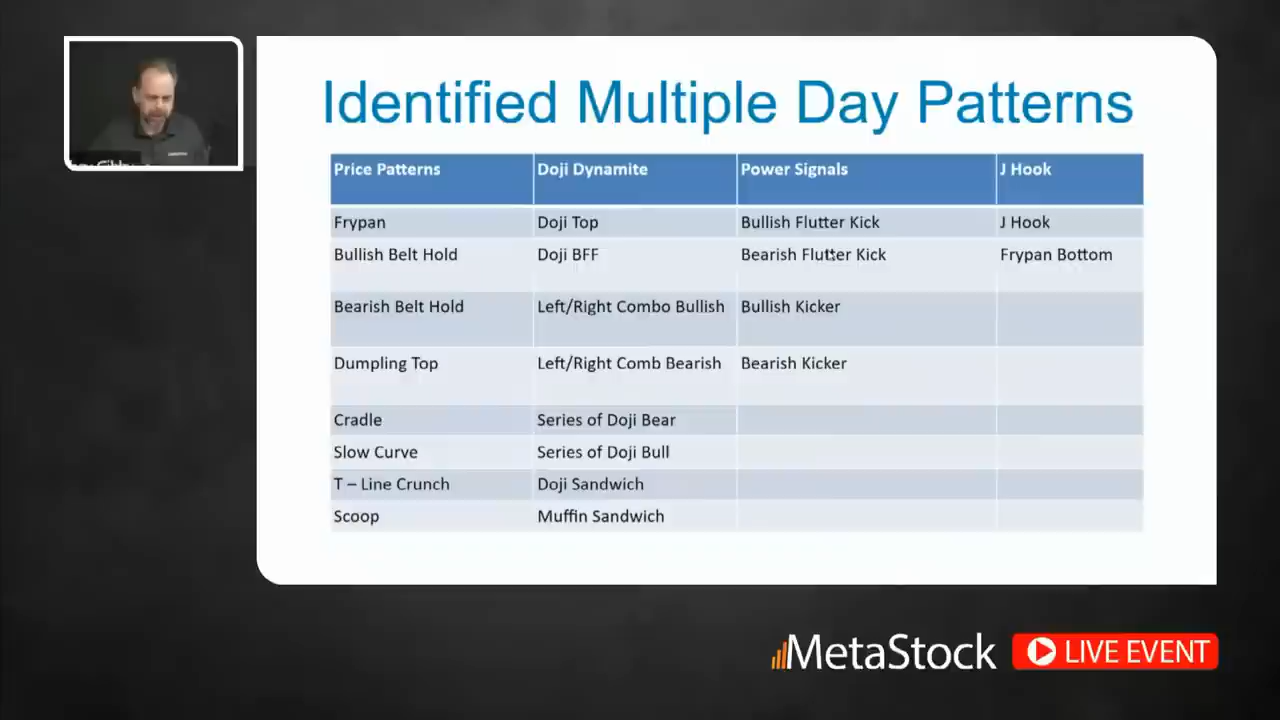 Identified Multiple Day Patterns
Price Patterns Doji Dynamite Power Signals J Hook
Frypan Doji Top Bullish Flutter Kick J Hook
Bullish Belt Hold Doji BFF Bearish Flutter Kick Frypan Bottom
Bearish Belt Hold Left/Right Combo Bullish Bullish Kicker
Dumpling Top Left/Right Comb Bearish Bearish Kicker
Cradle Series of Doji Bear
Slow Curve Series of Doji Bull
T – Line Crunch Doji Sandwich
Scoop Muffin Sandwich
MetaStock LIVE EVENT